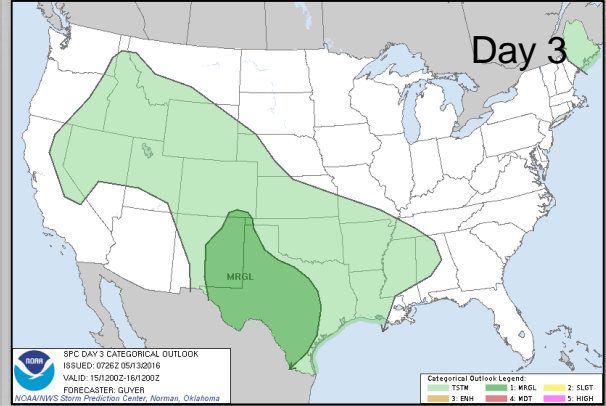 Day 3
MRGL
NOAA
SPC DAY 3 CATEGORICAL OUTLOOK
ISSUED: 0726Z 05/13/2016
VALID: 15/1200Z-16/1200Z
FORECASTER: GUYER
NOAA/NWS Storm Prediction Center, Norman, Oklahoma
Categorical Outlook Legend:
TSTM 1: MRGL 2: SLGT
3: ENH 4: MDT 5: HIGH